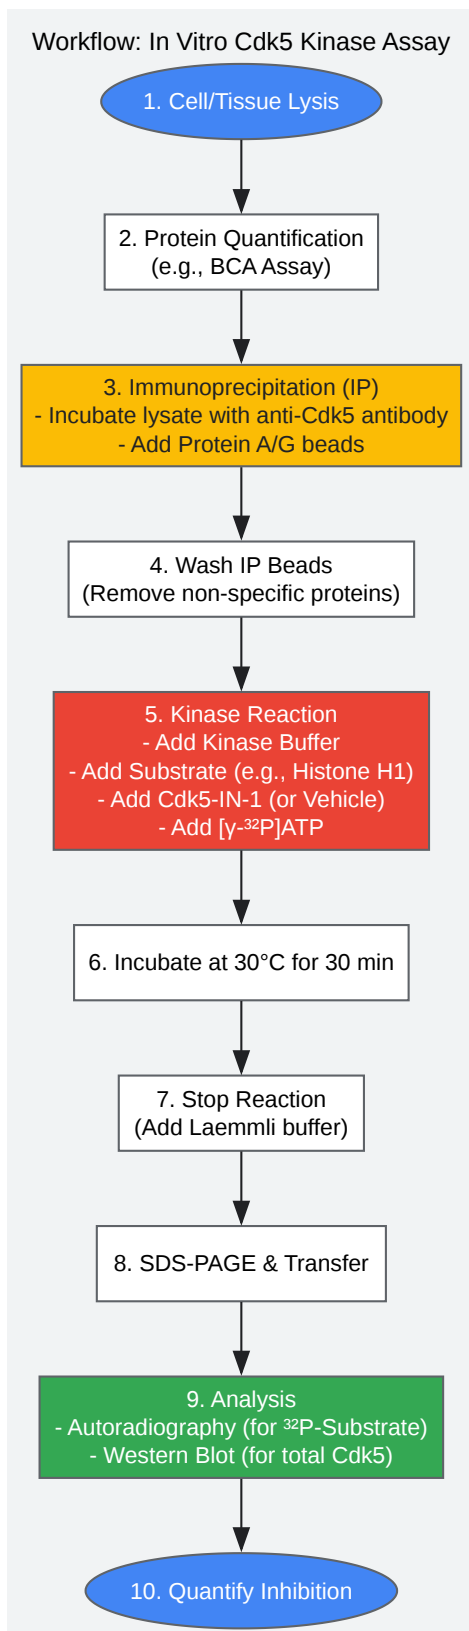 Workflow: In Vitro Cdk5 Kinase Assay
1. Cell/Tissue Lysis
2. Protein Quantification
(e.g., BCA Assay)
3. Immunoprecipitation (IP)
- Incubate lysate with anti-Cdk5 antibody
- Add Protein A/G beads
4. Wash IP Beads
(Remove non-specific proteins)
5. Kinase Reaction
- Add Kinase Buffer
- Add Substrate (e.g., Histone H1)
- Add Cdk5-IN-1 (or Vehicle)
- Add [γ-³²P]ATP
6. Incubate at 30°C for 30 min
7. Stop Reaction
(Add Laemmli buffer)
8. SDS-PAGE & Transfer
9. Analysis
- Autoradiography (for ³²P-Substrate)
- Western Blot (for total Cdk5)
10. Quantify Inhibition